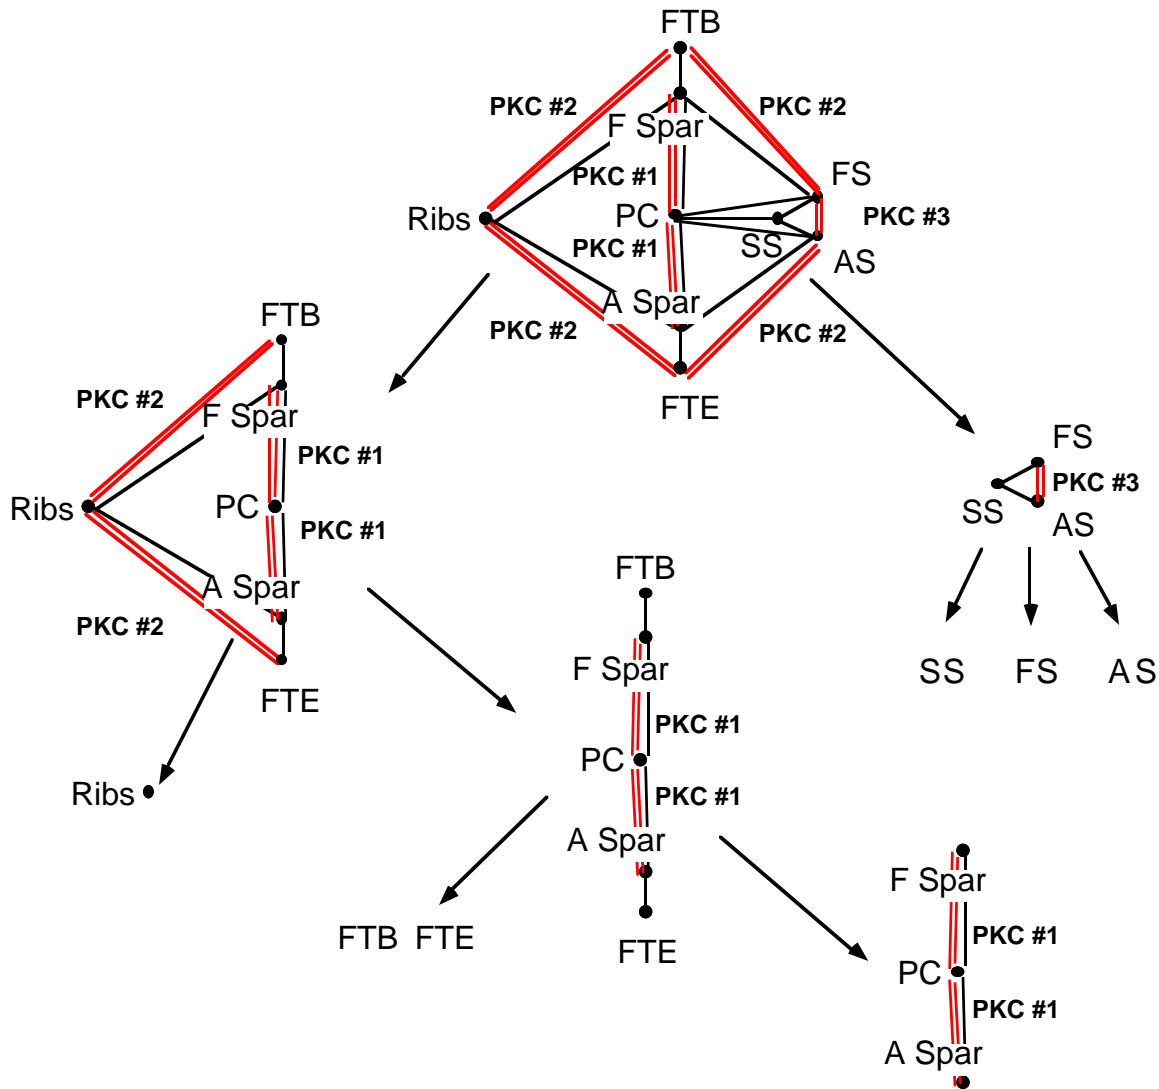 FTB
PKC #2
PKC #2
F Spar
PKC #1
FS
Ribs
PC
PKC #3
PKC #1
SS
AS
A Spar
PKC #2
PKC #2
FTE
FTB
PKC #2
F Spar
PKC #1
Ribs
PC
PKC #1
A Spar
PKC #2
FTE
Ribs
FS
PKC #3
SS
AS
SS FS AS
FTB
F Spar
PKC #1
PC
PKC #1
A Spar
FTE
FTB FTE
F Spar
PKC #1
PC
PKC #1
A Spar